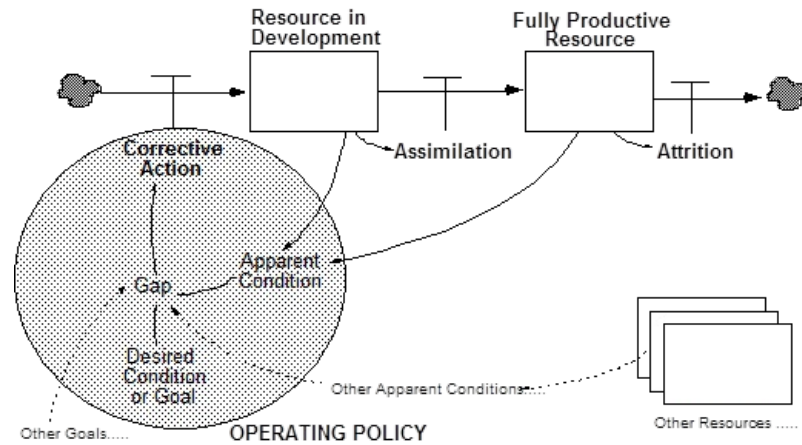 Resource in
Development
Fully Productive
Resource
Corrective
Action
Assimilation
Attrition
Apparent
Condition
Gap
Desired
Condition
or Goal
Other Apparent Conditions.....
Other Goals.....
OPERATING POLICY
Other Resources .....